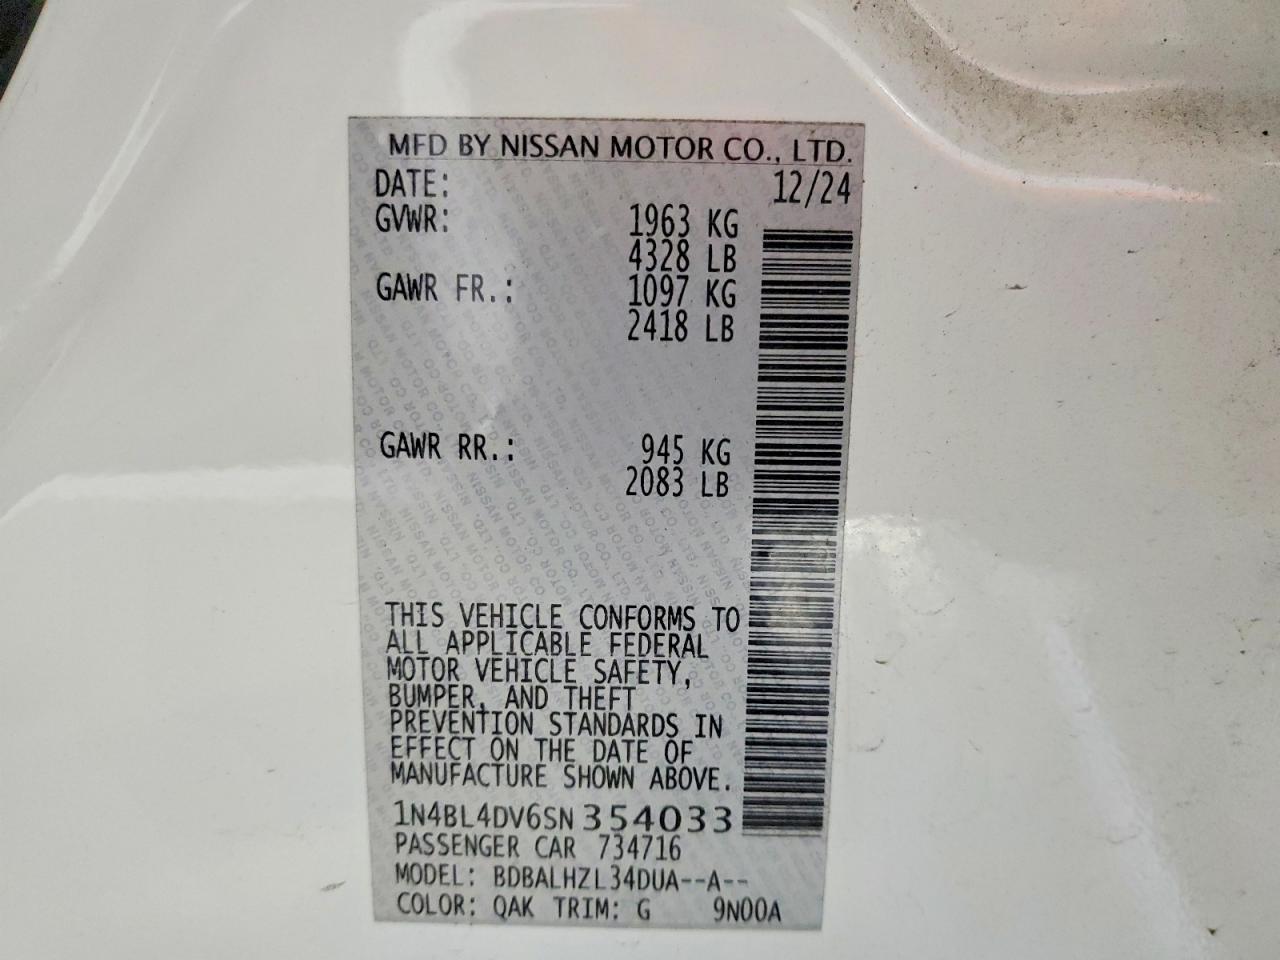 MFD BY NISSAN MOTOR CO., LTD.
DATE: 12/24
GVWR: 1963 KG
4328 LB
GAWR FR.: 1097 KG
2418 LB
GAWR RR.: 945 KG
2083 LB
THIS VEHICLE CONFORMS TO
ALL APPLICABLE FEDERAL
MOTOR VEHICLE SAFETY,
BUMPER, AND THEFT
PREVENTION STANDARDS IN
EFFECT ON THE DATE OF
MANUFACTURE SHOWN ABOVE.
1N4BL4DV6SN354033
PASSENGER CAR 734716
MODEL: BDBALHZL34DUA--A--
COLOR: QAK TRIM: G 9N00A